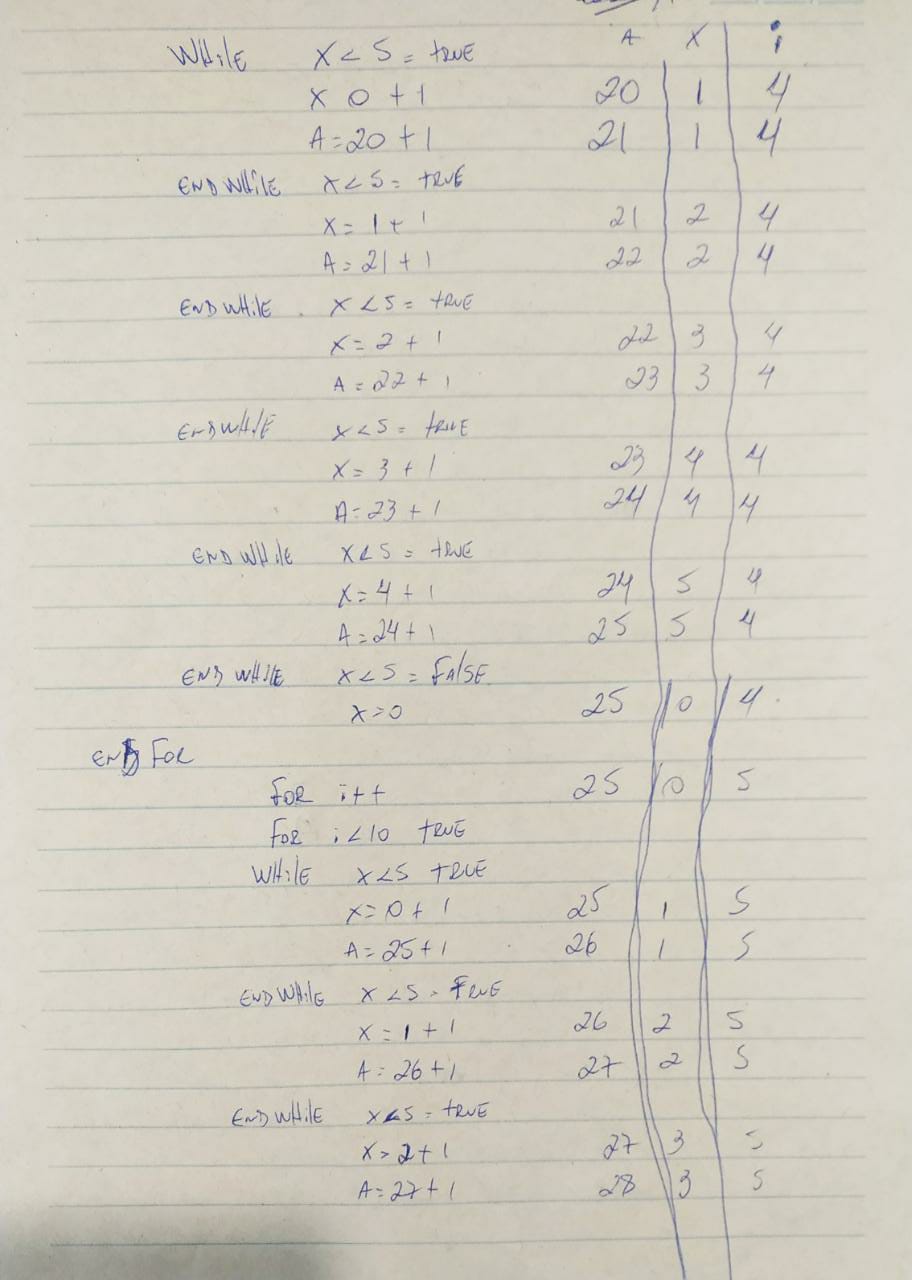 A X i
WHILE X < 5 = TRUE
X 0 + 1 20 1 4
A = 20 + 1 21 1 4
END WHILE X < 5 = TRUE
X = 1 + 1 21 2 4
A = 21 + 1 22 2 4
END WHILE X < 5 = TRUE
X = 2 + 1 22 3 4
A = 22 + 1 23 3 4
END WHILE X < 5 = TRUE
X = 3 + 1 23 4 4
A = 23 + 1 24 4 4
END WHILE X < 5 = TRUE
X = 4 + 1 24 5 4
A = 24 + 1 25 5 4
END WHILE X < 5 = FALSE
X = 0 25 0 4
END FOR
FOR i++ 25 0 5
FOR i < 10 TRUE
WHILE X < 5 TRUE
X = 0 + 1 25 1 5
A = 25 + 1 26 1 5
END WHILE X < 5 = TRUE
X = 1 + 1 26 2 5
A = 26 + 1 27 2 5
END WHILE X < 5 = TRUE
X = 2 + 1 27 3 5
A = 27 + 1 28 3 5